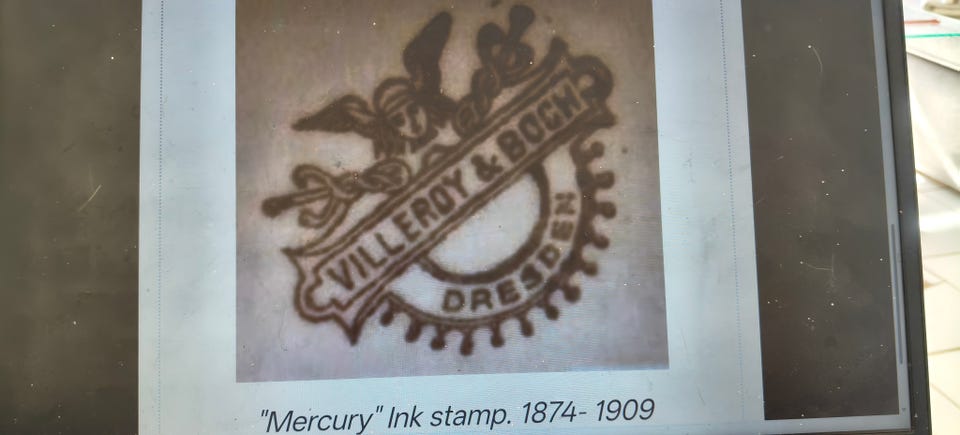 VILLEROY & BOCH
DRESDEN
"Mercury" Ink stamp. 1874- 1909